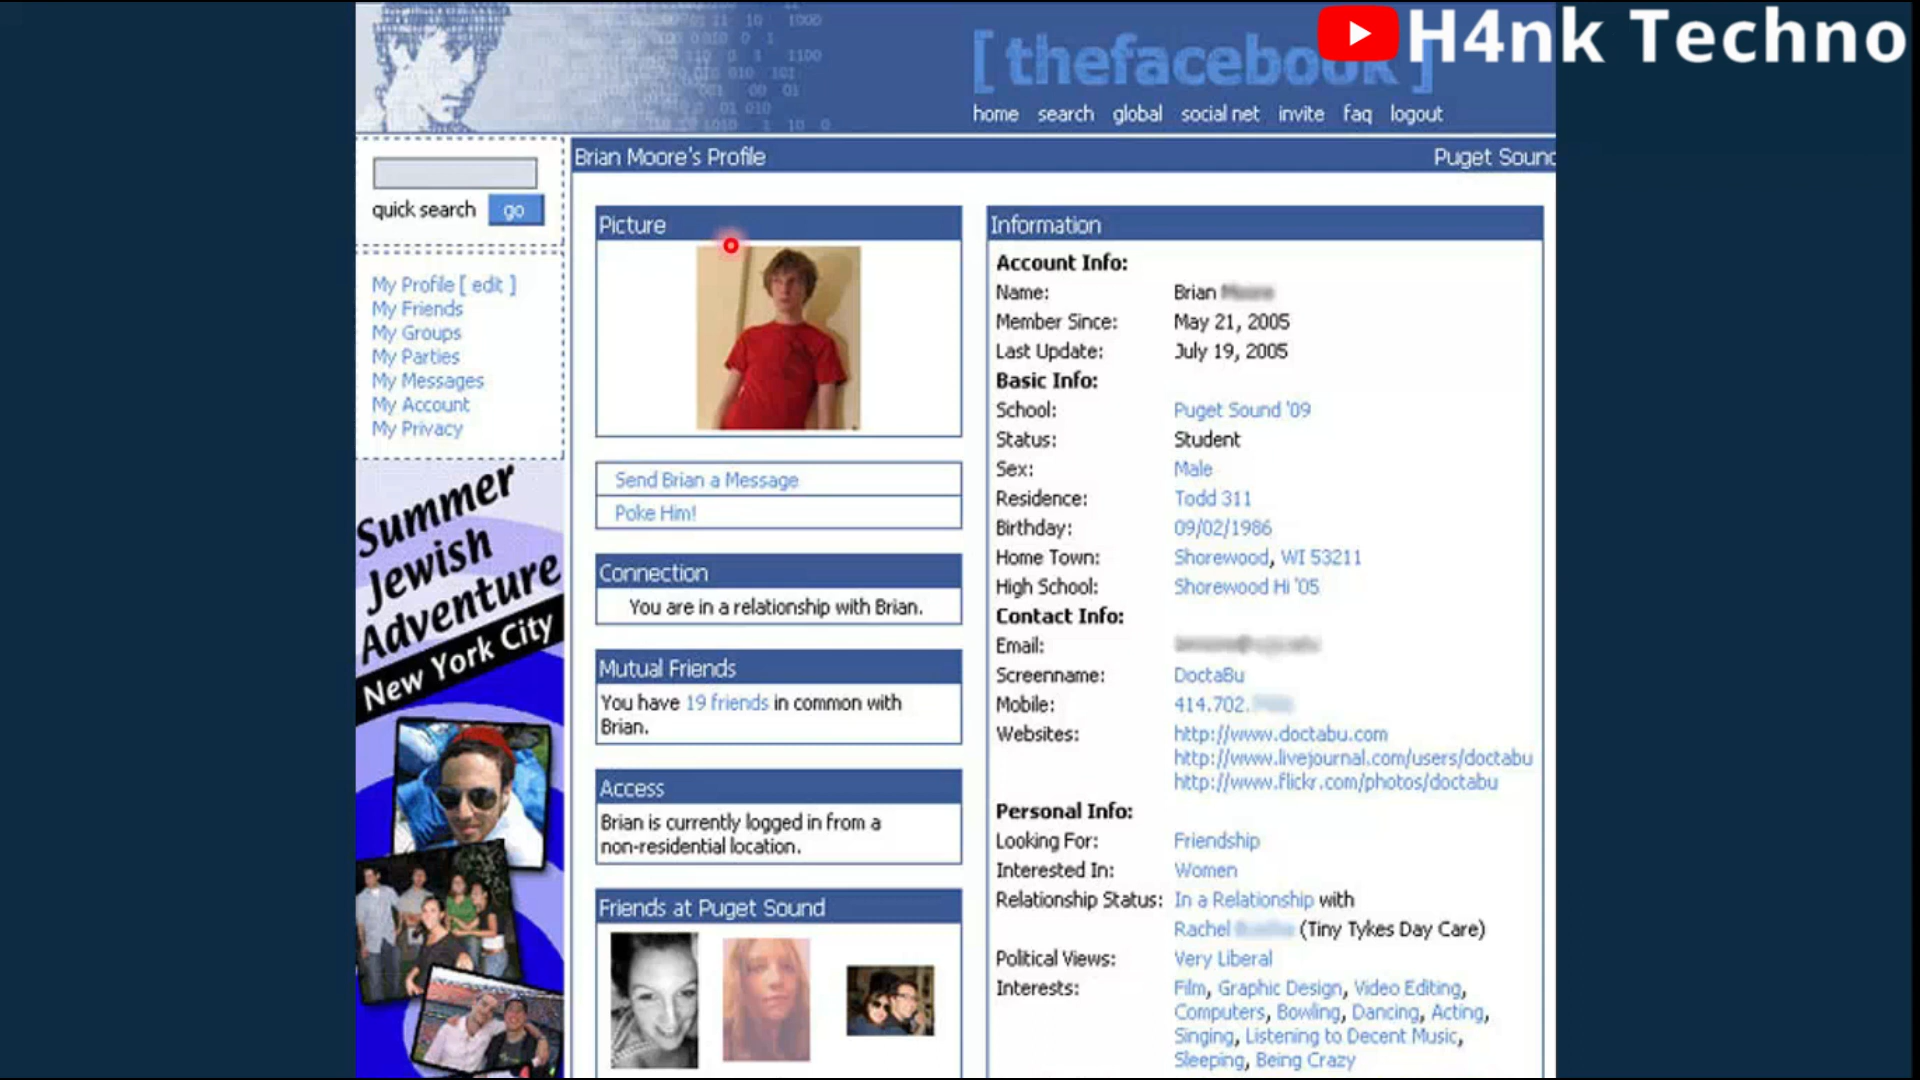 H4nk Techno
[ thefacebook ]
home search global social net invite faq logout
quick search go
My Profile [ edit ]
My Friends
My Groups
My Parties
My Messages
My Account
My Privacy
Summer
Jewish
Adventure
New York City
Brian Moore's Profile Puget Sound
Picture
Send Brian a Message
Poke Him!
Connection
You are in a relationship with Brian.
Mutual Friends
You have 19 friends in common with
Brian.
Access
Brian is currently logged in from a
non-residential location.
Friends at Puget Sound
Information
Account Info:
Name: Brian
Member Since: May 21, 2005
Last Update: July 19, 2005
Basic Info:
School: Puget Sound '09
Status: Student
Sex: Male
Residence: Todd 311
Birthday: 09/02/1986
Home Town: Shorewood, WI 53211
High School: Shorewood Hi '05
Contact Info:
Email:
Screenname: DoctaBu
Mobile: 414.702.
Websites: http://www.doctabu.com
http://www.livejournal.com/users/doctabu
http://www.flickr.com/photos/doctabu
Personal Info:
Looking For: Friendship
Interested In: Women
Relationship Status: In a Relationship with
Rachel (Tiny Tykes Day Care)
Political Views: Very Liberal
Interests: Film, Graphic Design, Video Editing,
Computers, Bowling, Dancing, Acting,
Singing, Listening to Decent Music,
Sleeping, Being Crazy